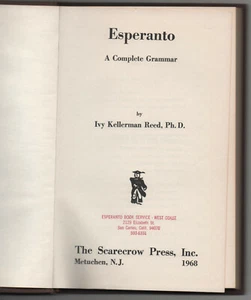 Esperanto
A Complete Grammar
by
Ivy Kellerman Reed, Ph. D.
ESPERANTO BOOK SERVICE - WEST COAST
The Scarecrow Press, Inc.
Metuchen, N.J. 1968